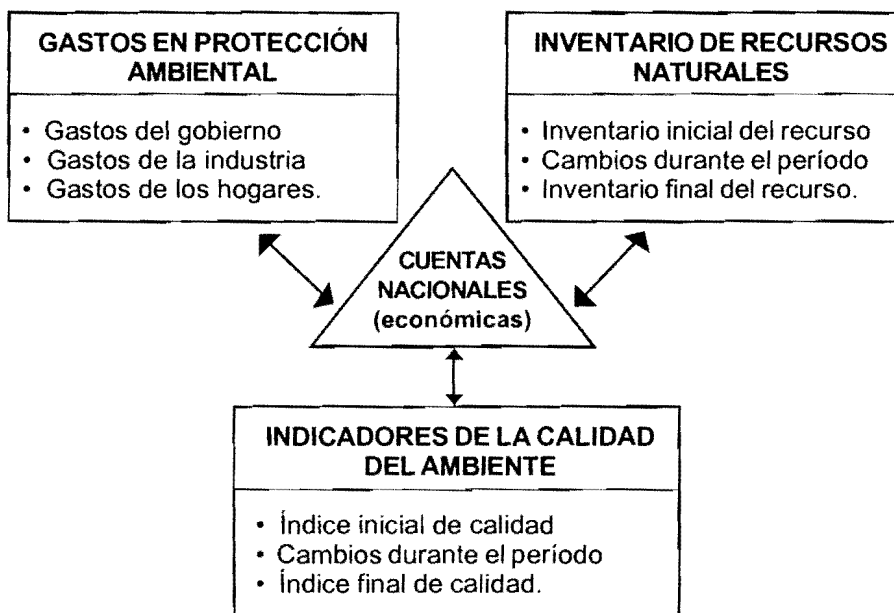 GASTOS EN PROTECCIÓN
AMBIENTAL
• Gastos del gobierno
• Gastos de la industria
• Gastos de los hogares.
INVENTARIO DE RECURSOS
NATURALES
• Inventario inicial del recurso
• Cambios durante el período
• Inventario final del recurso.
CUENTAS
NACIONALES
(económicas)
INDICADORES DE LA CALIDAD
DEL AMBIENTE
• Índice inicial de calidad
• Cambios durante el período
• Índice final de calidad.